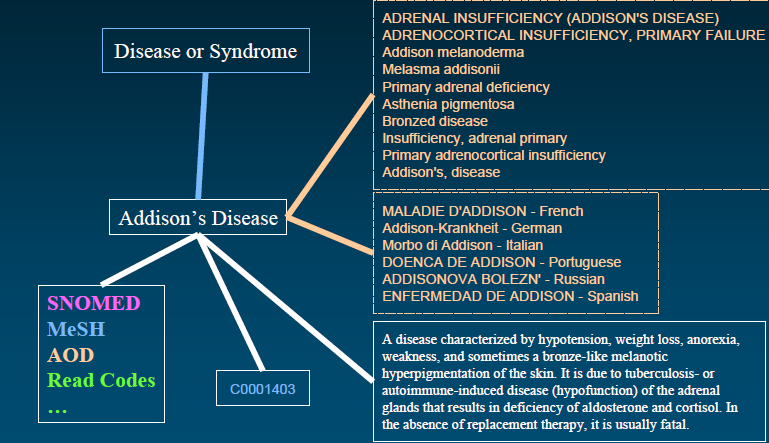 Disease or Syndrome
ADRENAL INSUFFICIENCY (ADDISON'S DISEASE)
ADRENOCORTICAL INSUFFICIENCY, PRIMARY FAILURE
Addison melanoderma
Melasma addisonii
Primary adrenal deficiency
Asthenia pigmentosa
Bronzed disease
Insufficiency, adrenal primary
Primary adrenocortical insufficiency
Addison's, disease
Addison's Disease
MALADIE D'ADDISON - French
Addison-Krankheit - German
Morbo di Addison - Italian
DOENCA DE ADDISON - Portuguese
ADDISONOVA BOLEZN' - Russian
ENFERMEDAD DE ADDISON - Spanish
SNOMED
MeSH
AOD
Read Codes
...
C0001403
A disease characterized by hypotension, weight loss, anorexia,
weakness, and sometimes a bronze-like melanotic
hyperpigmentation of the skin. It is due to tuberculosis- or
autoimmune-induced disease (hypofunction) of the adrenal
glands that results in deficiency of aldosterone and cortisol. In
the absence of replacement therapy, it is usually fatal.